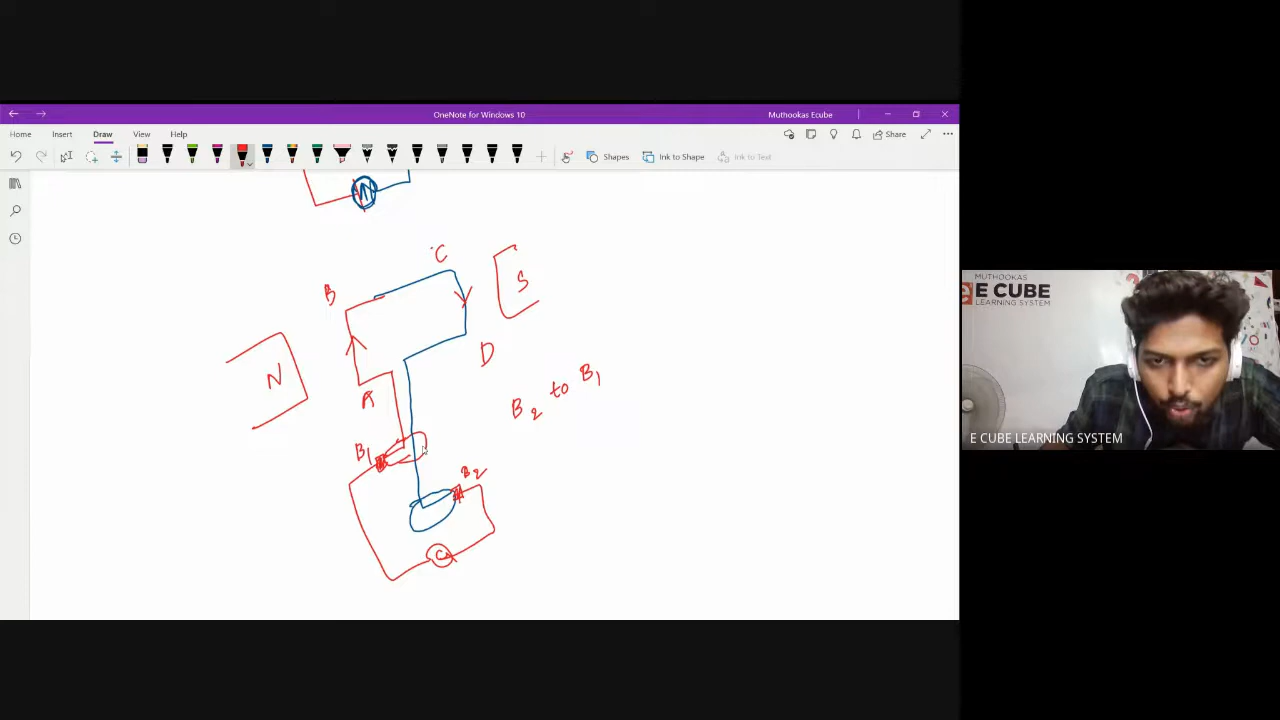 OneNote for Windows 10
Muthookas Ecube
Home Insert Draw View Help
Share
Shapes
Ink to Shape
Ink to Text
C
B
S
N
D
A
B2 to B1
B1
B2
G
MUTHOOKAS
E CUBE
LEARNING SYSTEM
E CUBE LEARNING SYSTEM